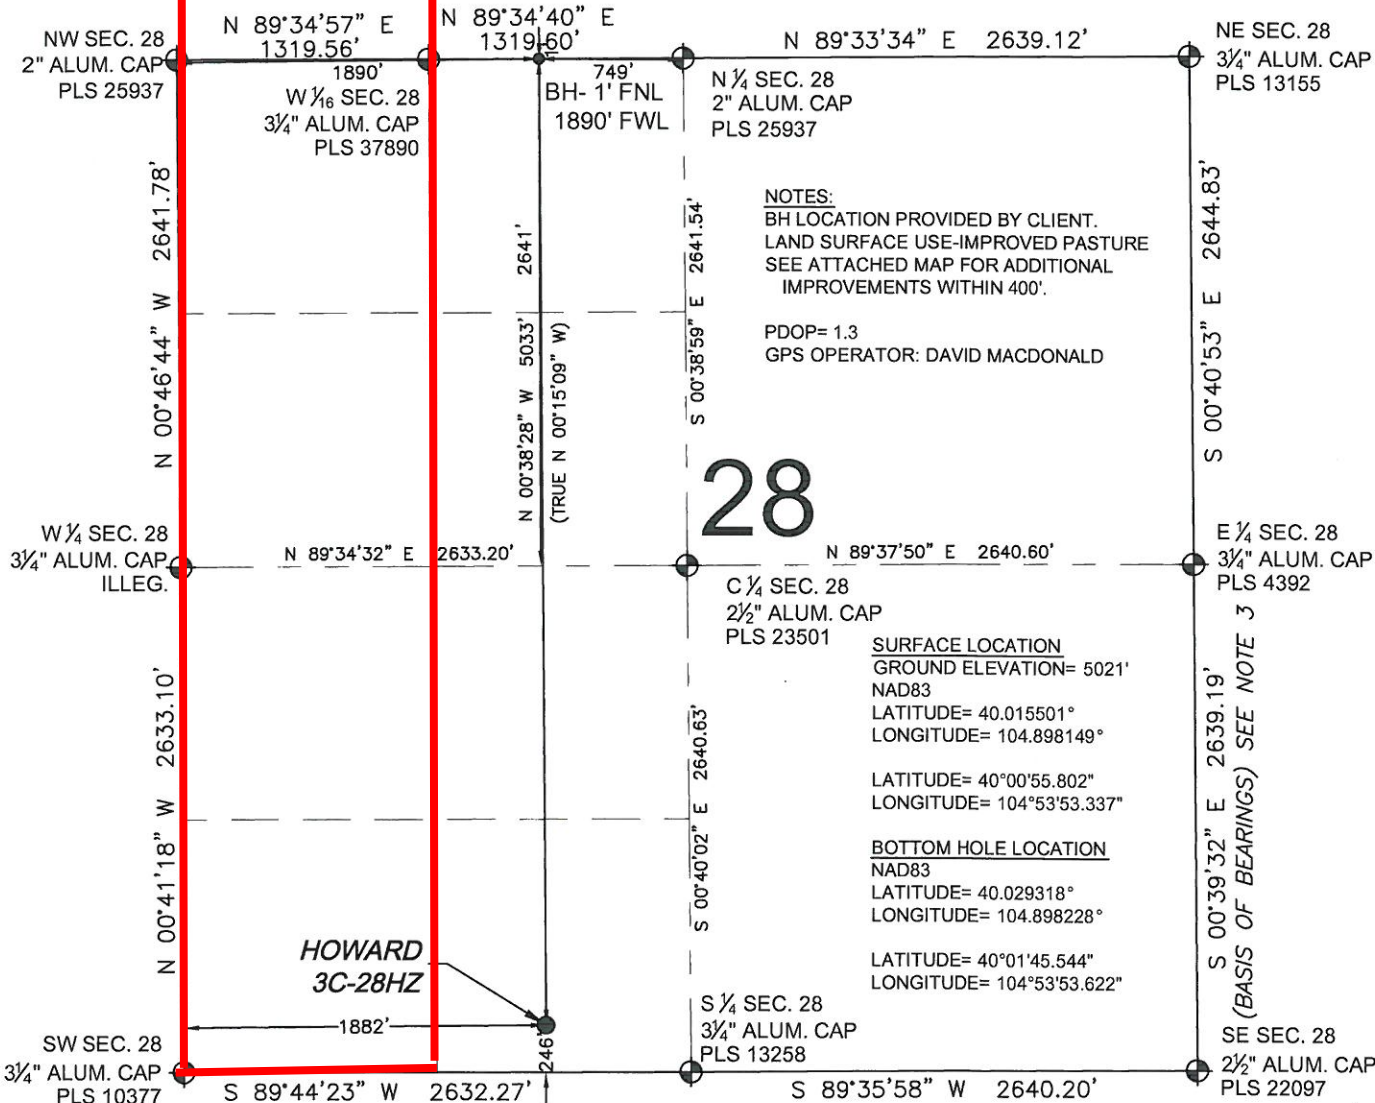 N 89°34'57" E
1319.56'
N 89°34'40" E
1319.60'
N 89°33'34" E 2639.12'
NW SEC. 28
2" ALUM. CAP
PLS 25937
1890'
W 1/16 SEC. 28
3¼" ALUM. CAP
PLS 37890
749'
BH- 1' FNL
1890' FWL
N ¼ SEC. 28
2" ALUM. CAP
PLS 25937
NE SEC. 28
3¼" ALUM. CAP
PLS 13155
N 00°46'44" W 2641.78'
2641'
N 00°38'28" W 5033'
(TRUE N 00°15'09" W)
S 00°38'59" E 2641.54'
NOTES:
BH LOCATION PROVIDED BY CLIENT.
LAND SURFACE USE-IMPROVED PASTURE
SEE ATTACHED MAP FOR ADDITIONAL
IMPROVEMENTS WITHIN 400'.
PDOP= 1.3
GPS OPERATOR: DAVID MACDONALD
S 00°40'53" E 2644.83'
28
W ¼ SEC. 28
3¼" ALUM. CAP
ILLEG.
N 89°34'32" E 2633.20'
N 89°37'50" E 2640.60'
C ¼ SEC. 28
2½" ALUM. CAP
PLS 23501
E ¼ SEC. 28
3¼" ALUM. CAP
PLS 4392
N 00°41'18" W 2633.10'
S 00°40'02" E 2640.63'
SURFACE LOCATION
GROUND ELEVATION= 5021'
NAD83
LATITUDE= 40.015501°
LONGITUDE= 104.898149°
LATITUDE= 40°00'55.802"
LONGITUDE= 104°53'53.337"
BOTTOM HOLE LOCATION
NAD83
LATITUDE= 40.029318°
LONGITUDE= 104.898228°
LATITUDE= 40°01'45.544"
LONGITUDE= 104°53'53.622"
S 00°39'32" E 2639.19'
(BASIS OF BEARINGS) SEE NOTE 3
HOWARD
3C-28HZ
1882'
246'
SW SEC. 28
3¼" ALUM. CAP
PLS 10377
S 89°44'23" W 2632.27'
S ¼ SEC. 28
3¼" ALUM. CAP
PLS 13258
S 89°35'58" W 2640.20'
SE SEC. 28
2½" ALUM. CAP
PLS 22097